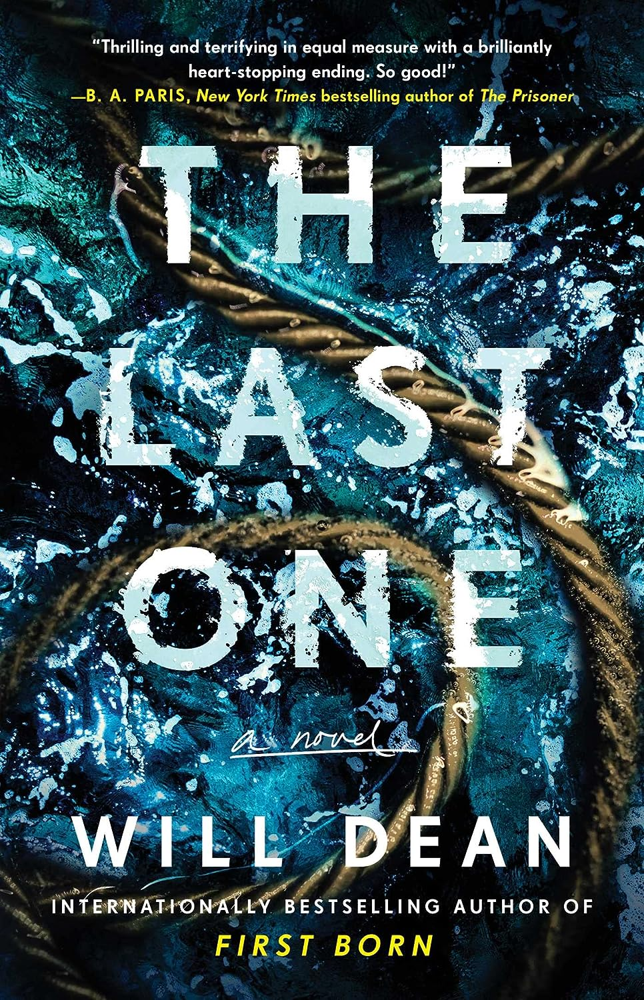 “Thrilling and terrifying in equal measure with a brilliantly
heart-stopping ending. So good!”
—B. A. PARIS, New York Times bestselling author of The Prisoner
THE
LAST
ONE
a novel
WILL DEAN
INTERNATIONALLY BESTSELLING AUTHOR OF
FIRST BORN